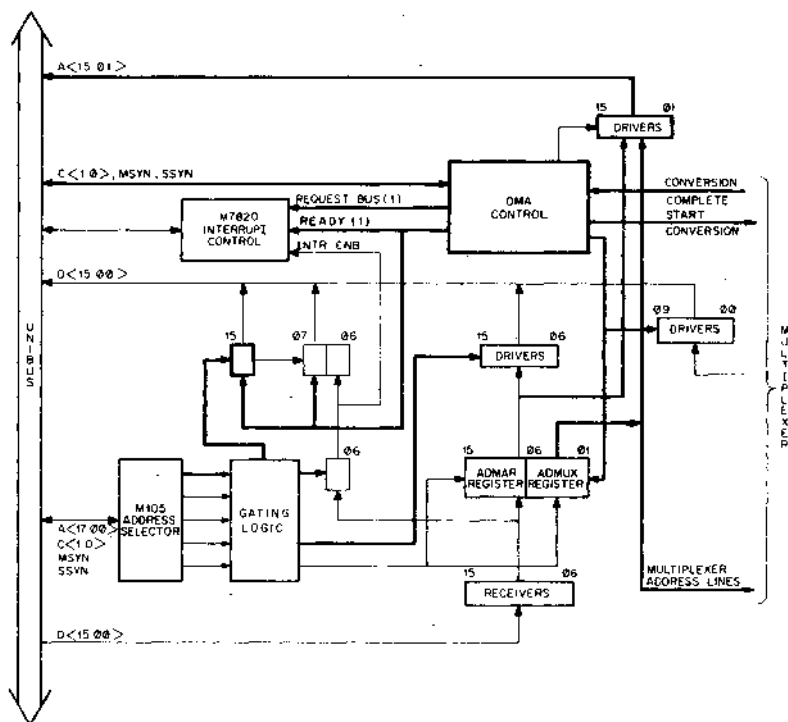 A<15:01>
15 01
DRIVERS
C<1:0>, MSYN, SSYN
REQUEST BUS(1)
DMA
CONTROL
CONVERSION
COMPLETE
START
CONVERSION
M7820
INTERRUPT
CONTROL
READY (1)
INTR ENB
D<15:00>
15
07 06
15 06
DRIVERS
09 00
DRIVERS
UNIBUS
MULTIPLEXER
06
15 06 01
ADMAR
REGISTER
ADMUX
REGISTER
M105
ADDRESS
SELECTOR
GATING
LOGIC
A<17:00>
C<1:0>
MSYN
SSYN
15 06
RECEIVERS
MULTIPLEXER
ADDRESS LINES
D<15:00>